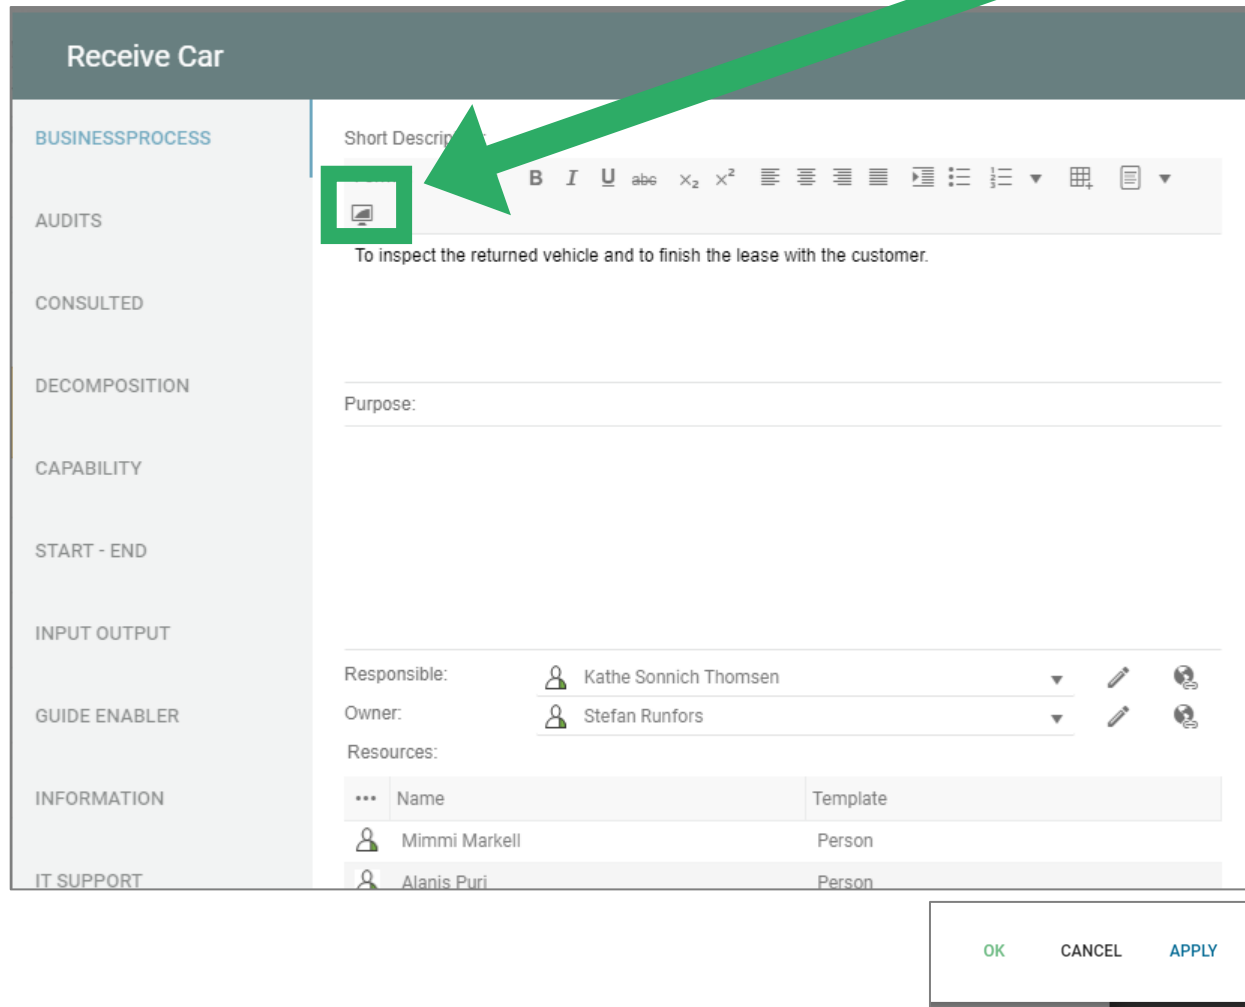 Receive Car
BUSINESSPROCESS
AUDITS
CONSULTED
DECOMPOSITION
CAPABILITY
START - END
INPUT OUTPUT
GUIDE ENABLER
INFORMATION
IT SUPPORT
Short
B I U abc ×₂ ×²
To inspect the returned vehicle and to finish the lease with the customer.
Purpose:
Responsible: Kathe Sonnich Thomsen
Owner: Stefan Runfors
Resources:
••• Name Template
Mimmi Markell Person
Alanis Puri Person
OK CANCEL APPLY